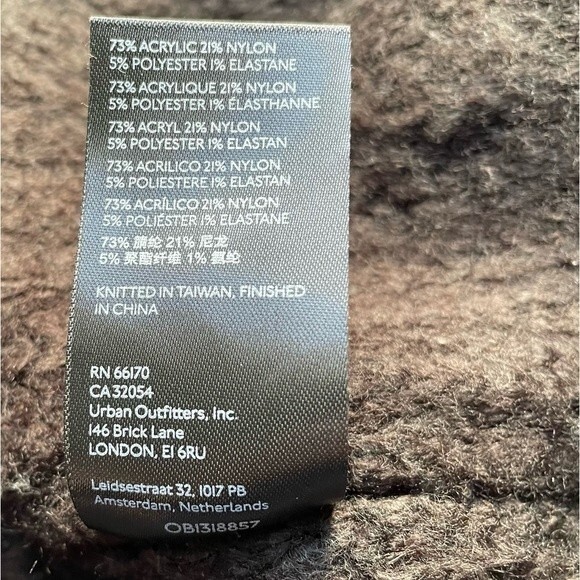 73% ACRYLIC 21% NYLON
5% POLYESTER 1% ELASTANE
73% ACRYLIQUE 21% NYLON
5% POLYESTER 1% ELASTHANNE
73% ACRYL 21% NYLON
5% POLYESTER 1% ELASTAN
73% ACRILICO 21% NYLON
5% POLIESTERE 1% ELASTAN
73% ACRÍLICO 21% NYLON
5% POLIÉSTER 1% ELASTANE
73% 腈纶 21% 尼龙
5% 聚酯纤维 1% 氨纶
KNITTED IN TAIWAN, FINISHED
IN CHINA
RN 66170
CA 32054
Urban Outfitters, Inc.
146 Brick Lane
LONDON, E1 6RU
Leidsestraat 32, 1017 PB
Amsterdam, Netherlands
OB1318857